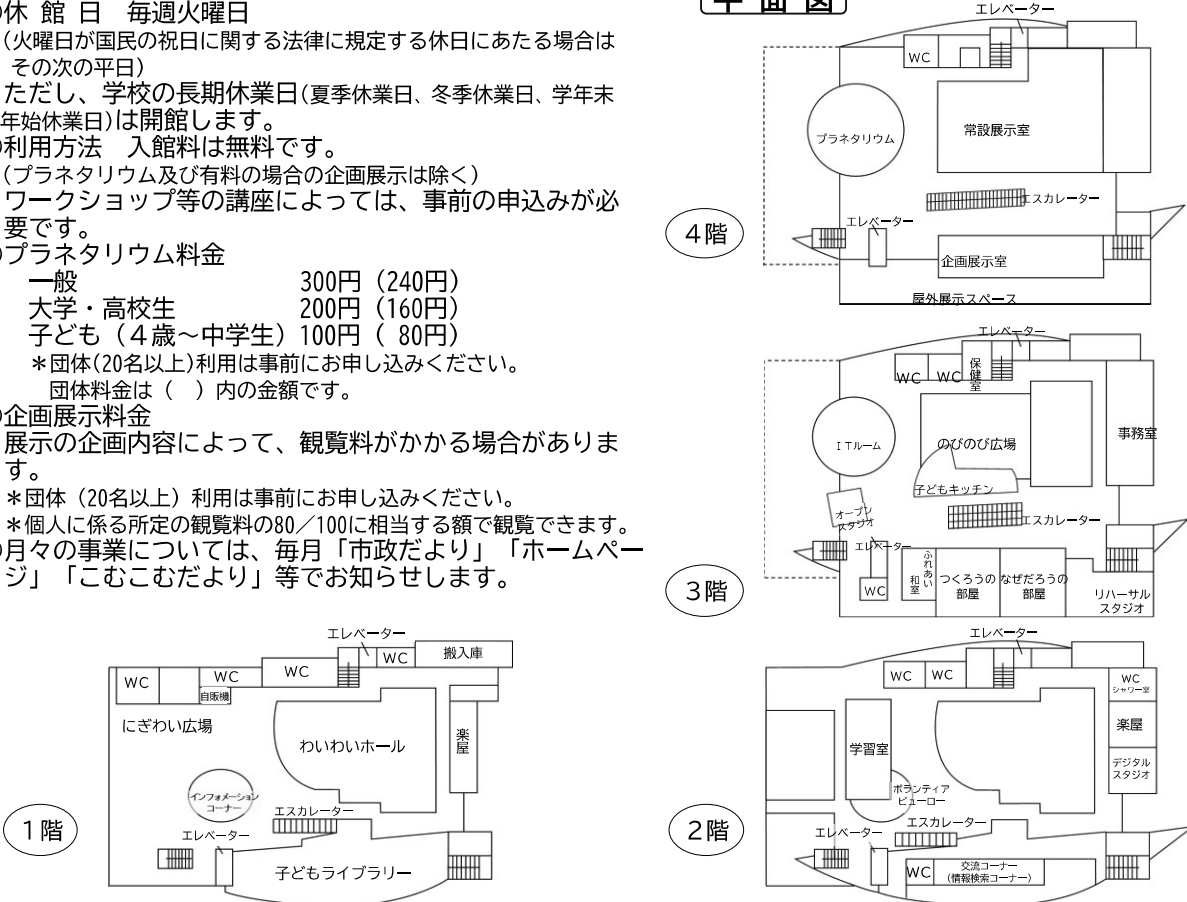 休 館 日　毎週火曜日
(火曜日が国民の祝日に関する法律に規定する休日にあたる場合は
その次の平日)
ただし、学校の長期休業日(夏季休業日、冬季休業日、学年末
年始休業日)は開館します。
利用方法　入館料は無料です。
(プラネタリウム及び有料の場合の企画展示は除く)
ワークショップ等の講座によっては、事前の申込みが必
要です。
プラネタリウム料金
一般　300円（240円）
大学・高校生　200円（160円）
子ども（４歳～中学生）100円（ 80円）
＊団体(20名以上)利用は事前にお申し込みください。
団体料金は（　）内の金額です。
企画展示料金
展示の企画内容によって、観覧料がかかる場合がありま
す。
＊団体（20名以上）利用は事前にお申し込みください。
＊個人に係る所定の観覧料の80／100に相当する額で観覧できます。
月々の事業については、毎月「市政だより」「ホームペー
ジ」「こむこむだより」等でお知らせします。
平 面 図
エレベーター
WC
プラネタリウム
常設展示室
エスカレーター
エレベーター
4階
企画展示室
屋外展示スペース
エレベーター
WC
WC
保健室
事務室
ITルーム
のびのび広場
子どもキッチン
オープン
スタジオ
エスカレーター
エレベーター
3階
WC
ふれあい
和室
つくろうの
部屋
なぜだろうの
部屋
リハーサル
スタジオ
エレベーター
WC
WC
WC
WC
搬入庫
自販機
にぎわい広場
わいわいホール
楽屋
インフォメーション
コーナー
エスカレーター
1階
エレベーター
子どもライブラリー
エレベーター
WC
WC
WC
シャワー室
楽屋
学習室
デジタル
スタジオ
ボランティア
ビューロー
エスカレーター
2階
エレベーター
WC
交流コーナー
(情報検索コーナー)